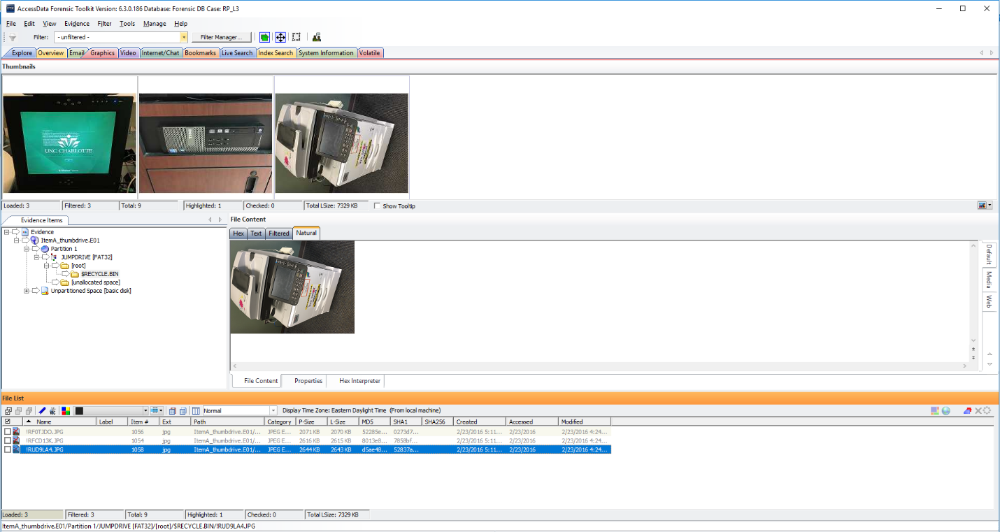 AccessData Forensic Toolkit Version: 6.3.0.186 Database: Forensic DB Case: RP_L3
File Edit View Evidence Filter Tools Manage Help
Filter: - unfiltered - Filter Manager...
Explore Overview Email Graphics Video Internet/Chat Bookmarks Live Search Index Search System Information Volatile
Thumbnails
UNC CHARLOTTE
DELL
Loaded: 3 Filtered: 3 Total: 9 Highlighted: 1 Checked: 0 Total LSize: 7329 KB Show Tooltip
Evidence Items
Evidence
ItemA_thumbdrive.E01
Partition 1
JUMPDRIVE [FAT32]
[root]
$RECYCLE.BIN
[unallocated space]
Unpartitioned Space [basic disk]
File Content
Hex Text Filtered Natural
Default
Media
Web
File Content Properties Hex Interpreter
File List
Normal Display Time Zone: Eastern Daylight Time (From local machine)
Name Label Item # Ext Path Category P-Size L-Size MD5 SHA1 SHA256 Created Accessed Modified
!RF0TJDO.JPG 1056 jpg ItemA_thumbdrive.E01/... JPEG E... 2071 KB 2070 KB 52285e... 0273d7... 2/23/2016 5:11... 2/23/2016 2/23/2016 4:24...
!RFCD13K.JPG 1054 jpg ItemA_thumbdrive.E01/... JPEG E... 2616 KB 2615 KB 8013e8... 7858bf... 2/23/2016 5:11... 2/23/2016 2/23/2016 4:24...
!RUD9LA4.JPG 1058 jpg ItemA_thumbdrive.E01/... JPEG E... 2644 KB 2643 KB d5ae48... 52837a... 2/23/2016 5:11... 2/23/2016 2/23/2016 4:24...
Loaded: 3 Filtered: 3 Total: 9 Highlighted: 1 Checked: 0 Total LSize: 7329 KB
ItemA_thumbdrive.E01/Partition 1/JUMPDRIVE [FAT32]/[root]/$RECYCLE.BIN/!RUD9LA4.JPG